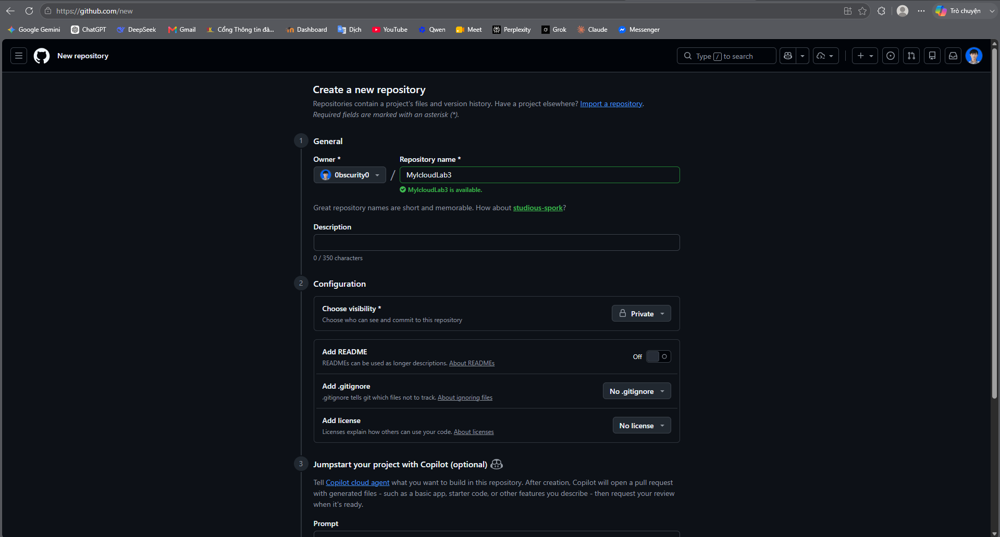 https://github.com/new
Trò chuyện
Google Gemini ChatGPT DeepSeek Gmail Cổng Thông tin đà... Dashboard Dịch YouTube Qwen Meet Perplexity Grok Claude Messenger
New repository
Type / to search
Create a new repository
Repositories contain a project's files and version history. Have a project elsewhere? Import a repository.
Required fields are marked with an asterisk (*).
1 General
Owner * Repository name *
0bscurity0 / MyIcloudLab3
MyIcloudLab3 is available.
Great repository names are short and memorable. How about studious-spork?
Description
0 / 350 characters
2 Configuration
Choose visibility *
Choose who can see and commit to this repository
Private
Add README
READMEs can be used as longer descriptions. About READMEs
Off
Add .gitignore
.gitignore tells git which files not to track. About ignoring files
No .gitignore
Add license
Licenses explain how others can use your code. About licenses
No license
3 Jumpstart your project with Copilot (optional)
Tell Copilot cloud agent what you want to build in this repository. After creation, Copilot will open a pull request
with generated files - such as a basic app, starter code, or other features you describe - then request your review
when it's ready.
Prompt